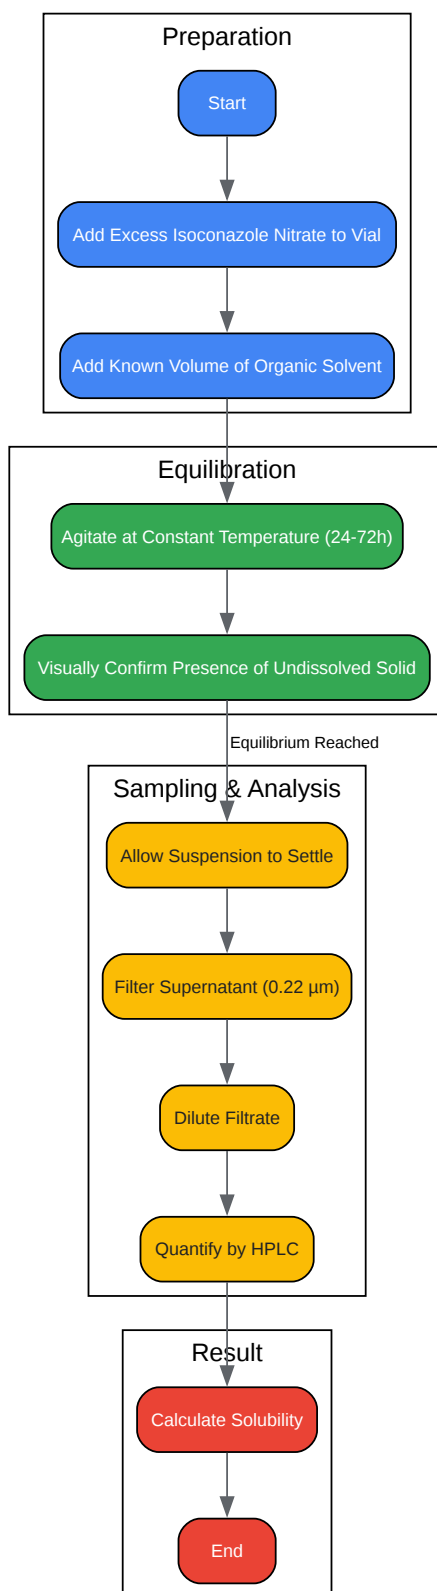 Preparation
Start
Add Excess Isoconazole Nitrate to Vial
Add Known Volume of Organic Solvent
Equilibration
Agitate at Constant Temperature (24-72h)
Visually Confirm Presence of Undissolved Solid
Equilibrium Reached
Sampling & Analysis
Allow Suspension to Settle
Filter Supernatant (0.22 µm)
Dilute Filtrate
Quantify by HPLC
Result
Calculate Solubility
End